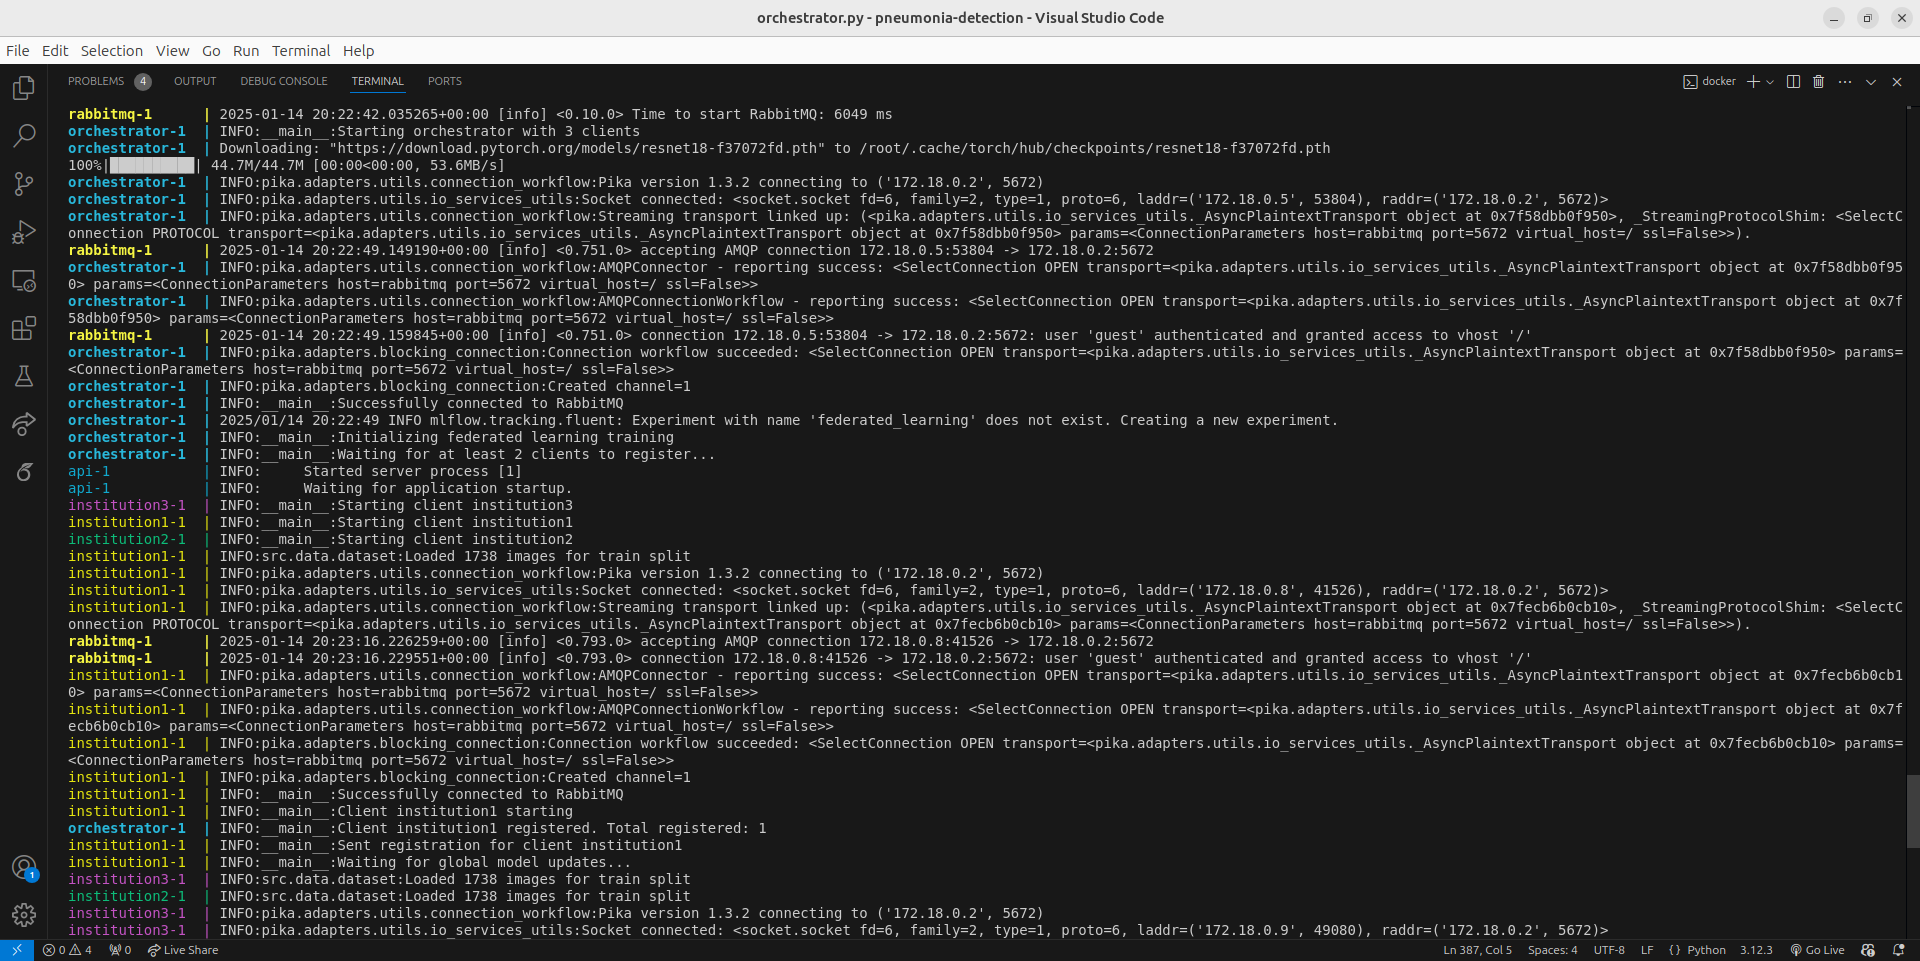 orchestrator.py - pneumonia-detection - Visual Studio Code
File Edit Selection View Go Run Terminal Help
PROBLEMS 4 OUTPUT DEBUG CONSOLE TERMINAL PORTS docker
rabbitmq-1 | 2025-01-14 20:22:42.035265+00:00 [info] <0.10.0> Time to start RabbitMQ: 6049 ms
orchestrator-1 | INFO:__main__:Starting orchestrator with 3 clients
orchestrator-1 | Downloading: "https://download.pytorch.org/models/resnet18-f37072fd.pth" to /root/.cache/torch/hub/checkpoints/resnet18-f37072fd.pth
100%|██████████| 44.7M/44.7M [00:00<00:00, 53.6MB/s]
orchestrator-1 | INFO:pika.adapters.utils.connection_workflow:Pika version 1.3.2 connecting to ('172.18.0.2', 5672)
orchestrator-1 | INFO:pika.adapters.utils.io_services_utils:Socket connected: <socket.socket fd=6, family=2, type=1, proto=6, laddr=('172.18.0.5', 53804), raddr=('172.18.0.2', 5672)>
orchestrator-1 | INFO:pika.adapters.utils.connection_workflow:Streaming transport linked up: (<pika.adapters.utils.io_services_utils._AsyncPlaintextTransport object at 0x7f58dbb0f950>, _StreamingProtocolShim: <SelectC
onnection PROTOCOL transport=<pika.adapters.utils.io_services_utils._AsyncPlaintextTransport object at 0x7f58dbb0f950> params=<ConnectionParameters host=rabbitmq port=5672 virtual_host=/ ssl=False>>).
rabbitmq-1 | 2025-01-14 20:22:49.149190+00:00 [info] <0.751.0> accepting AMQP connection 172.18.0.5:53804 -> 172.18.0.2:5672
orchestrator-1 | INFO:pika.adapters.utils.connection_workflow:AMQPConnector - reporting success: <SelectConnection OPEN transport=<pika.adapters.utils.io_services_utils._AsyncPlaintextTransport object at 0x7f58dbb0f95
0> params=<ConnectionParameters host=rabbitmq port=5672 virtual_host=/ ssl=False>>
orchestrator-1 | INFO:pika.adapters.utils.connection_workflow:AMQPConnectionWorkflow - reporting success: <SelectConnection OPEN transport=<pika.adapters.utils.io_services_utils._AsyncPlaintextTransport object at 0x7f
58dbb0f950> params=<ConnectionParameters host=rabbitmq port=5672 virtual_host=/ ssl=False>>
rabbitmq-1 | 2025-01-14 20:22:49.159845+00:00 [info] <0.751.0> connection 172.18.0.5:53804 -> 172.18.0.2:5672: user 'guest' authenticated and granted access to vhost '/'
orchestrator-1 | INFO:pika.adapters.blocking_connection:Connection workflow succeeded: <SelectConnection OPEN transport=<pika.adapters.utils.io_services_utils._AsyncPlaintextTransport object at 0x7f58dbb0f950> params=
<ConnectionParameters host=rabbitmq port=5672 virtual_host=/ ssl=False>>
orchestrator-1 | INFO:pika.adapters.blocking_connection:Created channel=1
orchestrator-1 | INFO:__main__:Successfully connected to RabbitMQ
orchestrator-1 | 2025/01/14 20:22:49 INFO mlflow.tracking.fluent: Experiment with name 'federated_learning' does not exist. Creating a new experiment.
orchestrator-1 | INFO:__main__:Initializing federated learning training
orchestrator-1 | INFO:__main__:Waiting for at least 2 clients to register...
api-1 | INFO: Started server process [1]
api-1 | INFO: Waiting for application startup.
institution3-1 | INFO:__main__:Starting client institution3
institution1-1 | INFO:__main__:Starting client institution1
institution2-1 | INFO:__main__:Starting client institution2
institution1-1 | INFO:src.data.dataset:Loaded 1738 images for train split
institution1-1 | INFO:pika.adapters.utils.connection_workflow:Pika version 1.3.2 connecting to ('172.18.0.2', 5672)
institution1-1 | INFO:pika.adapters.utils.io_services_utils:Socket connected: <socket.socket fd=6, family=2, type=1, proto=6, laddr=('172.18.0.8', 41526), raddr=('172.18.0.2', 5672)>
institution1-1 | INFO:pika.adapters.utils.connection_workflow:Streaming transport linked up: (<pika.adapters.utils.io_services_utils._AsyncPlaintextTransport object at 0x7fecb6b0cb10>, _StreamingProtocolShim: <SelectC
onnection PROTOCOL transport=<pika.adapters.utils.io_services_utils._AsyncPlaintextTransport object at 0x7fecb6b0cb10> params=<ConnectionParameters host=rabbitmq port=5672 virtual_host=/ ssl=False>>).
rabbitmq-1 | 2025-01-14 20:23:16.226259+00:00 [info] <0.793.0> accepting AMQP connection 172.18.0.8:41526 -> 172.18.0.2:5672
rabbitmq-1 | 2025-01-14 20:23:16.229551+00:00 [info] <0.793.0> connection 172.18.0.8:41526 -> 172.18.0.2:5672: user 'guest' authenticated and granted access to vhost '/'
institution1-1 | INFO:pika.adapters.utils.connection_workflow:AMQPConnector - reporting success: <SelectConnection OPEN transport=<pika.adapters.utils.io_services_utils._AsyncPlaintextTransport object at 0x7fecb6b0cb1
0> params=<ConnectionParameters host=rabbitmq port=5672 virtual_host=/ ssl=False>>
institution1-1 | INFO:pika.adapters.utils.connection_workflow:AMQPConnectionWorkflow - reporting success: <SelectConnection OPEN transport=<pika.adapters.utils.io_services_utils._AsyncPlaintextTransport object at 0x7f
ecb6b0cb10> params=<ConnectionParameters host=rabbitmq port=5672 virtual_host=/ ssl=False>>
institution1-1 | INFO:pika.adapters.blocking_connection:Connection workflow succeeded: <SelectConnection OPEN transport=<pika.adapters.utils.io_services_utils._AsyncPlaintextTransport object at 0x7fecb6b0cb10> params=
<ConnectionParameters host=rabbitmq port=5672 virtual_host=/ ssl=False>>
institution1-1 | INFO:pika.adapters.blocking_connection:Created channel=1
institution1-1 | INFO:__main__:Successfully connected to RabbitMQ
institution1-1 | INFO:__main__:Client institution1 starting
orchestrator-1 | INFO:__main__:Client institution1 registered. Total registered: 1
institution1-1 | INFO:__main__:Sent registration for client institution1
institution1-1 | INFO:__main__:Waiting for global model updates...
institution3-1 | INFO:src.data.dataset:Loaded 1738 images for train split
institution2-1 | INFO:src.data.dataset:Loaded 1738 images for train split
institution3-1 | INFO:pika.adapters.utils.connection_workflow:Pika version 1.3.2 connecting to ('172.18.0.2', 5672)
institution3-1 | INFO:pika.adapters.utils.io_services_utils:Socket connected: <socket.socket fd=6, family=2, type=1, proto=6, laddr=('172.18.0.9', 49080), raddr=('172.18.0.2', 5672)>
1
0 4 0 Live Share Ln 387, Col 5 Spaces: 4 UTF-8 LF {} Python 3.12.3 Go Live